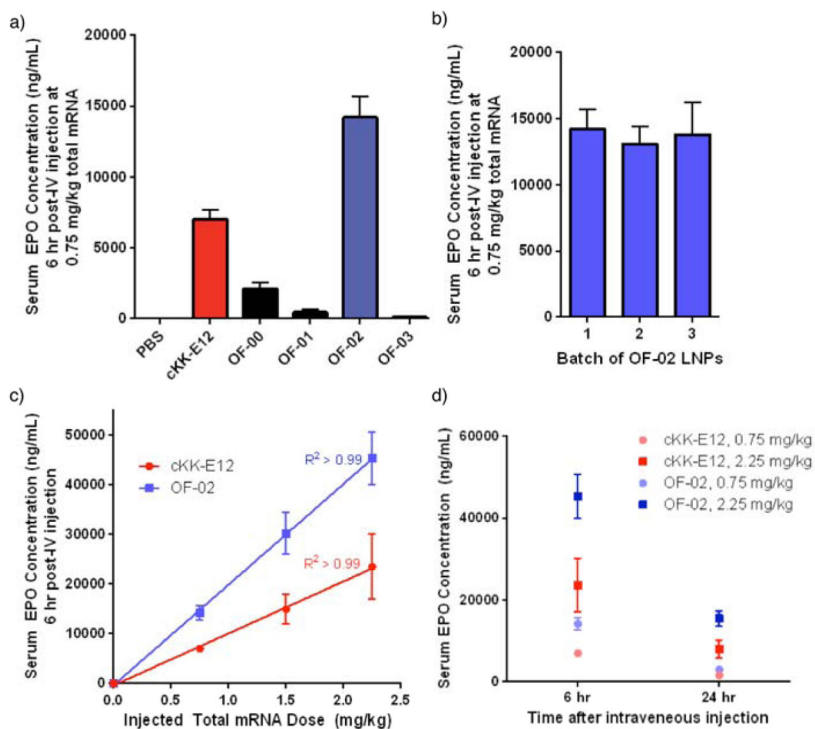 a)
Serum EPO Concentration (ng/mL)
6 hr post-IV injection at
0.75 mg/kg total mRNA
20000
15000
10000
5000
0
PBS
cKK-E12
OF-00
OF-01
OF-02
OF-03
b)
Serum EPO Concentration (ng/mL)
6 hr post-IV injection at
0.75 mg/kg total mRNA
20000
15000
10000
5000
0
1 2 3
Batch of OF-02 LNPs
c)
Serum EPO Concentration (ng/mL)
6 hr post-IV injection
50000
40000
30000
20000
10000
0
cKK-E12
OF-02
R² > 0.99
R² > 0.99
0.0 0.5 1.0 1.5 2.0 2.5
Injected Total mRNA Dose (mg/kg)
d)
Serum EPO Concentration (ng/mL)
60000
40000
20000
0
cKK-E12, 0.75 mg/kg
cKK-E12, 2.25 mg/kg
OF-02, 0.75 mg/kg
OF-02, 2.25 mg/kg
6 hr 24 hr
Time after intraveneous injection